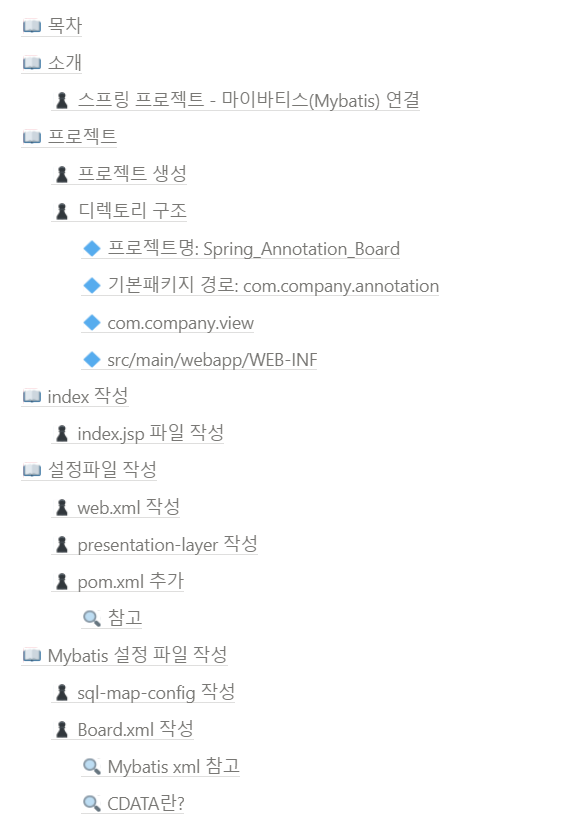 목차
소개
스프링 프로젝트 - 마이바티스(Mybatis) 연결
프로젝트
프로젝트 생성
디렉토리 구조
프로젝트명: Spring_Annotation_Board
기본패키지 경로: com.company.annotation
com.company.view
src/main/webapp/WEB-INF
index 작성
index.jsp 파일 작성
설정파일 작성
web.xml 작성
presentation-layer 작성
pom.xml 추가
참고
Mybatis 설정 파일 작성
sql-map-config 작성
Board.xml 작성
Mybatis xml 참고
CDATA란?